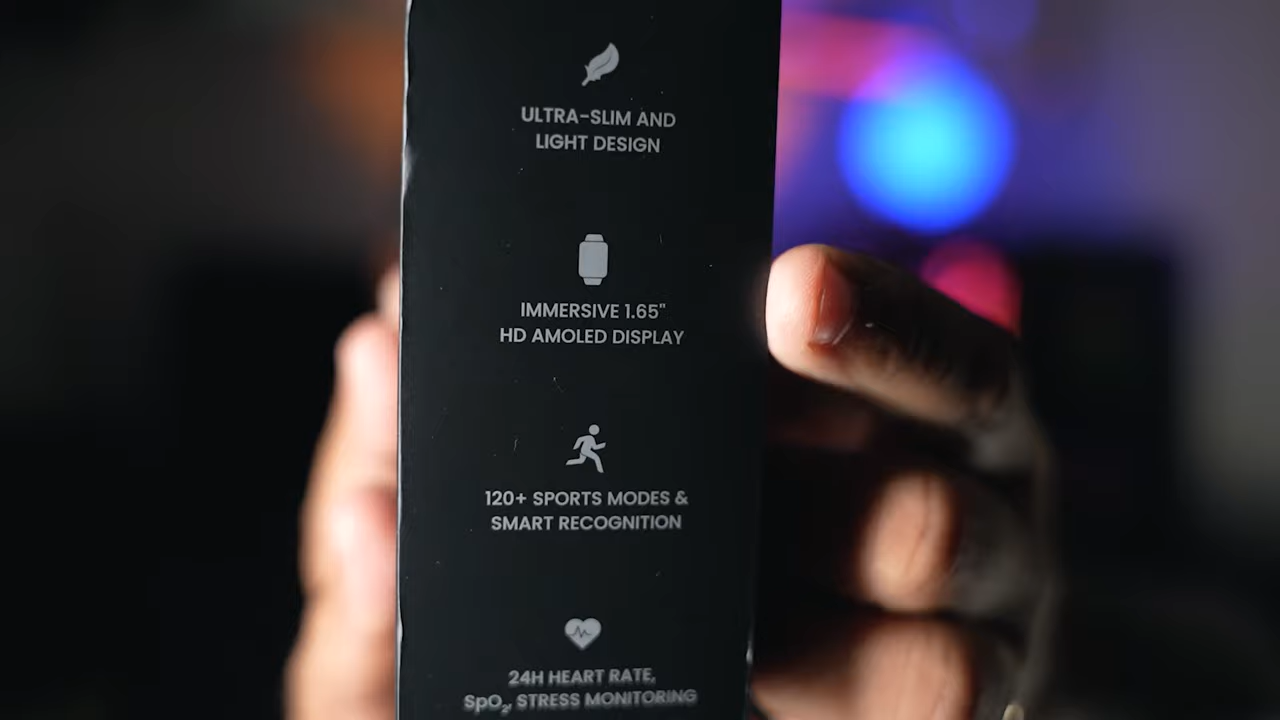 ULTRA-SLIM AND
LIGHT DESIGN
IMMERSIVE 1.65"
HD AMOLED DISPLAY
120+ SPORTS MODES &
SMART RECOGNITION
24H HEART RATE,
SpO₂, STRESS MONITORING